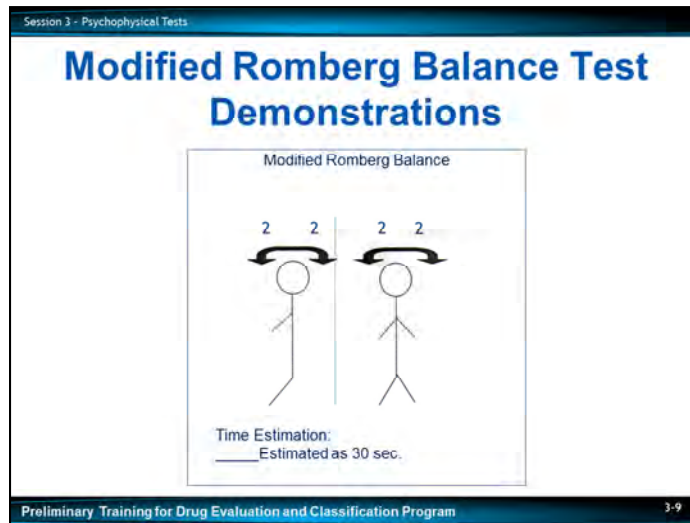 Session 3 - Psychophysical Tests
Modified Romberg Balance Test
Demonstrations
Modified Romberg Balance
2 2 2 2
Time Estimation:
_____Estimated as 30 sec.
Preliminary Training for Drug Evaluation and Classification Program 3-9